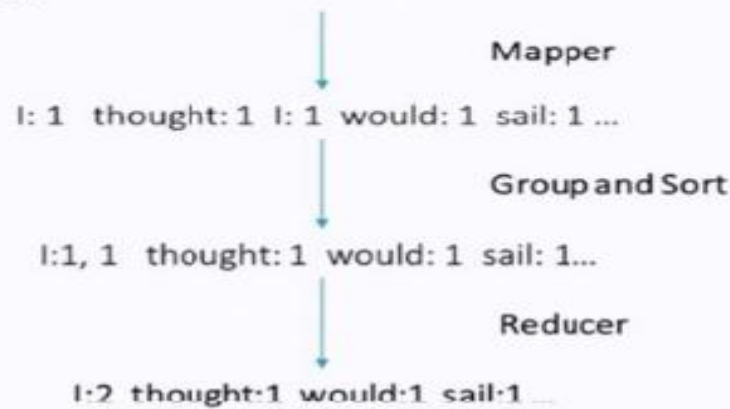 Mapper
I: 1 thought: 1 I: 1 would: 1 sail: 1 ...
Group and Sort
I:1, 1 thought: 1 would: 1 sail: 1...
Reducer
I:2 thought:1 would:1 sail:1 ...